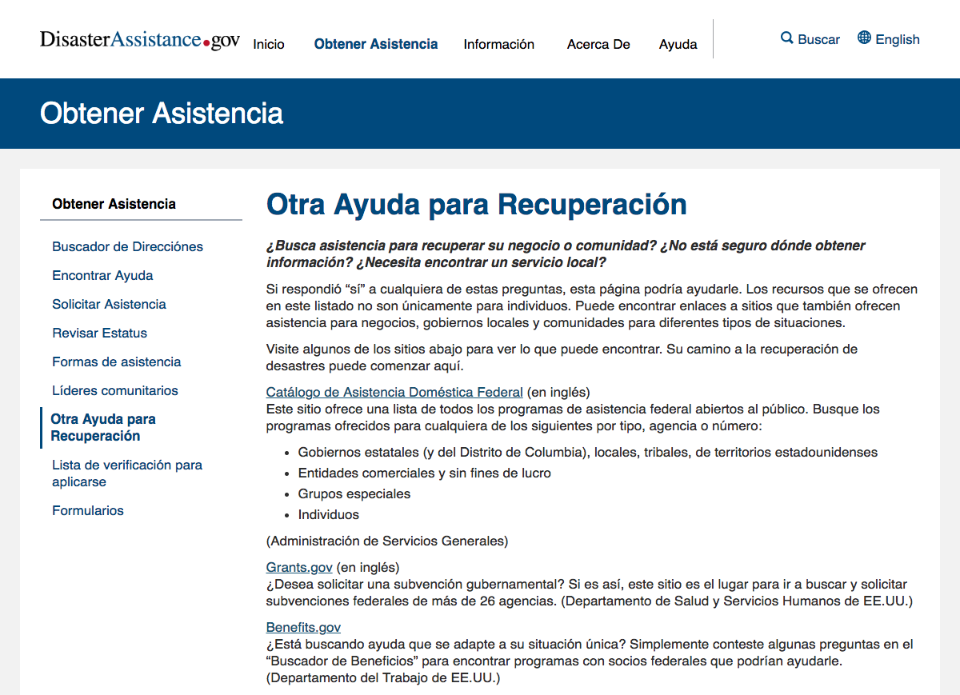 DisasterAssistance.gov Inicio Obtener Asistencia Información Acerca De Ayuda Buscar English
Obtener Asistencia
Obtener Asistencia
Buscador de Direcciónes
Encontrar Ayuda
Solicitar Asistencia
Revisar Estatus
Formas de asistencia
Líderes comunitarios
Otra Ayuda para
Recuperación
Lista de verificación para
aplicarse
Formularios
Otra Ayuda para Recuperación
¿Busca asistencia para recuperar su negocio o comunidad? ¿No está seguro dónde obtener
información? ¿Necesita encontrar un servicio local?
Si respondió “sí” a cualquiera de estas preguntas, esta página podría ayudarle. Los recursos que se ofrecen
en este listado no son únicamente para individuos. Puede encontrar enlaces a sitios que también ofrecen
asistencia para negocios, gobiernos locales y comunidades para diferentes tipos de situaciones.
Visite algunos de los sitios abajo para ver lo que puede encontrar. Su camino a la recuperación de
desastres puede comenzar aquí.
Catálogo de Asistencia Doméstica Federal (en inglés)
Este sitio ofrece una lista de todos los programas de asistencia federal abiertos al público. Busque los
programas ofrecidos para cualquiera de los siguientes por tipo, agencia o número:
• Gobiernos estatales (y del Distrito de Columbia), locales, tribales, de territorios estadounidenses
• Entidades comerciales y sin fines de lucro
• Grupos especiales
• Individuos
(Administración de Servicios Generales)
Grants.gov (en inglés)
¿Desea solicitar una subvención gubernamental? Si es así, este sitio es el lugar para ir a buscar y solicitar
subvenciones federales de más de 26 agencias. (Departamento de Salud y Servicios Humanos de EE.UU.)
Benefits.gov
¿Está buscando ayuda que se adapte a su situación única? Simplemente conteste algunas preguntas en el
“Buscador de Beneficios” para encontrar programas con socios federales que podrían ayudarle.
(Departamento del Trabajo de EE.UU.)